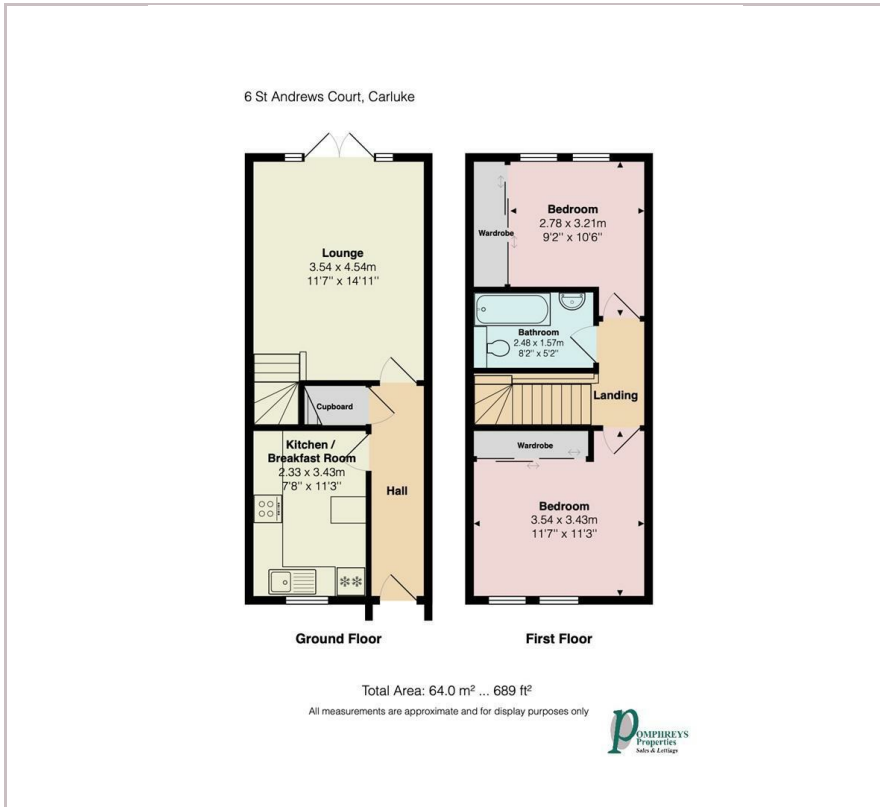 6 St Andrews Court, Carluke
Lounge
3.54 x 4.54m
11'7" x 14'11"
Cupboard
Kitchen /
Breakfast Room
2.33 x 3.43m
7'8" x 11'3"
Hall
Ground Floor
Bedroom
2.78 x 3.21m
9'2" x 10'6"
Wardrobe
Bathroom
2.48 x 1.57m
8'2" x 5'2"
Landing
Wardrobe
Bedroom
3.54 x 3.43m
11'7" x 11'3"
First Floor
Total Area: 64.0 m² ... 689 ft²
All measurements are approximate and for display purposes only
POMPHREYS
Properties
Sales & Lettings